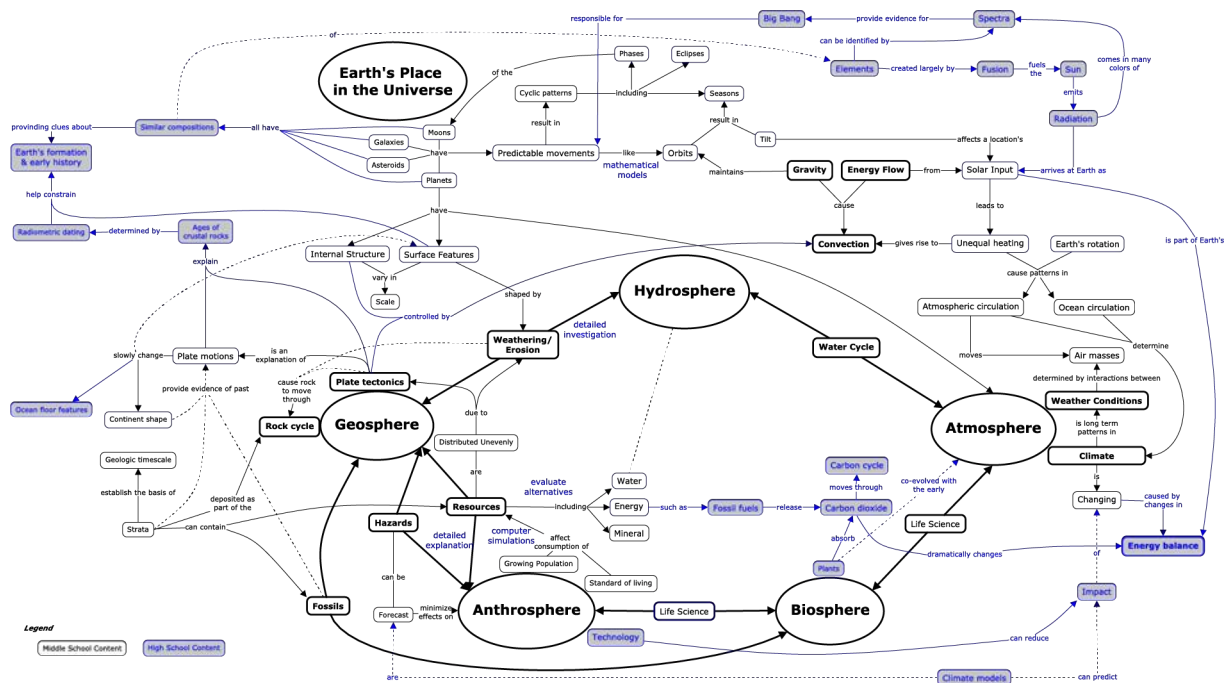 responsible for
Big Bang
provide evidence for
Spectra
of
can be identified by
Phases
Eclipses
Earth's Place
in the Universe
of the
Elements
created largely by
Fusion
fuels
the
Sun
comes in many
colors of
Cyclic patterns
including
Seasons
emits
provinding clues about
Similar compositions
all have
Moons
result in
result in
Radiation
Galaxies
Tilt
affects a location's
Earth's formation
& early history
Asteroids
have
Predictable movements
like
mathematical
models
Orbits
maintains
Gravity
Energy Flow
from
Solar Input
arrives at Earth as
Planets
help constrain
cause
leads to
have
Radiometric dating
determined by
Ages of
crustal rocks
Internal Structure
Surface Features
Convection
gives rise to
Unequal heating
Earth's rotation
is part of Earth's
explain
vary in
Scale
shaped by
cause patterns in
Hydrosphere
controlled by
Atmospheric circulation
Ocean circulation
detailed
investigation
Weathering/
Erosion
Water Cycle
determine
slowly change
Plate motions
is an
explanation of
moves
Air masses
cause rock
to move
through
Plate tectonics
determined by interactions between
provide evidence of past
Weather Conditions
Ocean floor features
Continent shape
Rock cycle
Geosphere
due to
Atmosphere
is long term
patterns in
Distributed Unevenly
Geologic timescale
Climate
Carbon cycle
co-evolved with
the early
are
is
establish the basis of
evaluate
alternatives
Water
moves through
deposited as
part of the
Changing
caused by
changes in
Resources
including
Energy
such as
Fossil fuels
release
Carbon dioxide
Strata
can contain
Hazards
Life Science
detailed
explanation
computer
simulations
Mineral
affect
consumption of
absorb
dramatically changes
of
Energy balance
Growing Population
Plants
can be
Standard of living
Impact
Fossils
Forecast
minimize
effects on
Anthrosphere
Life Science
Biosphere
Legend
Technology
can reduce
Middle School Content
High School Content
are
Climate models
can predict